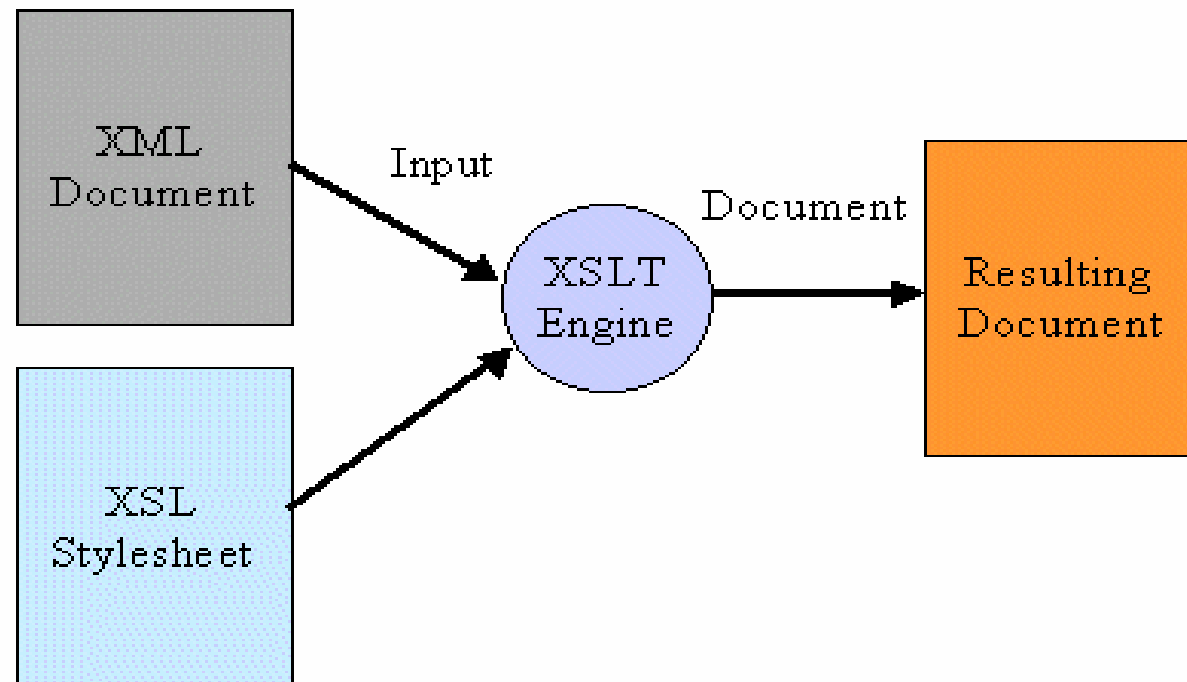 XML
Document
Input
Document
XSLT
Engine
Resulting
Document
XSL
Stylesheet